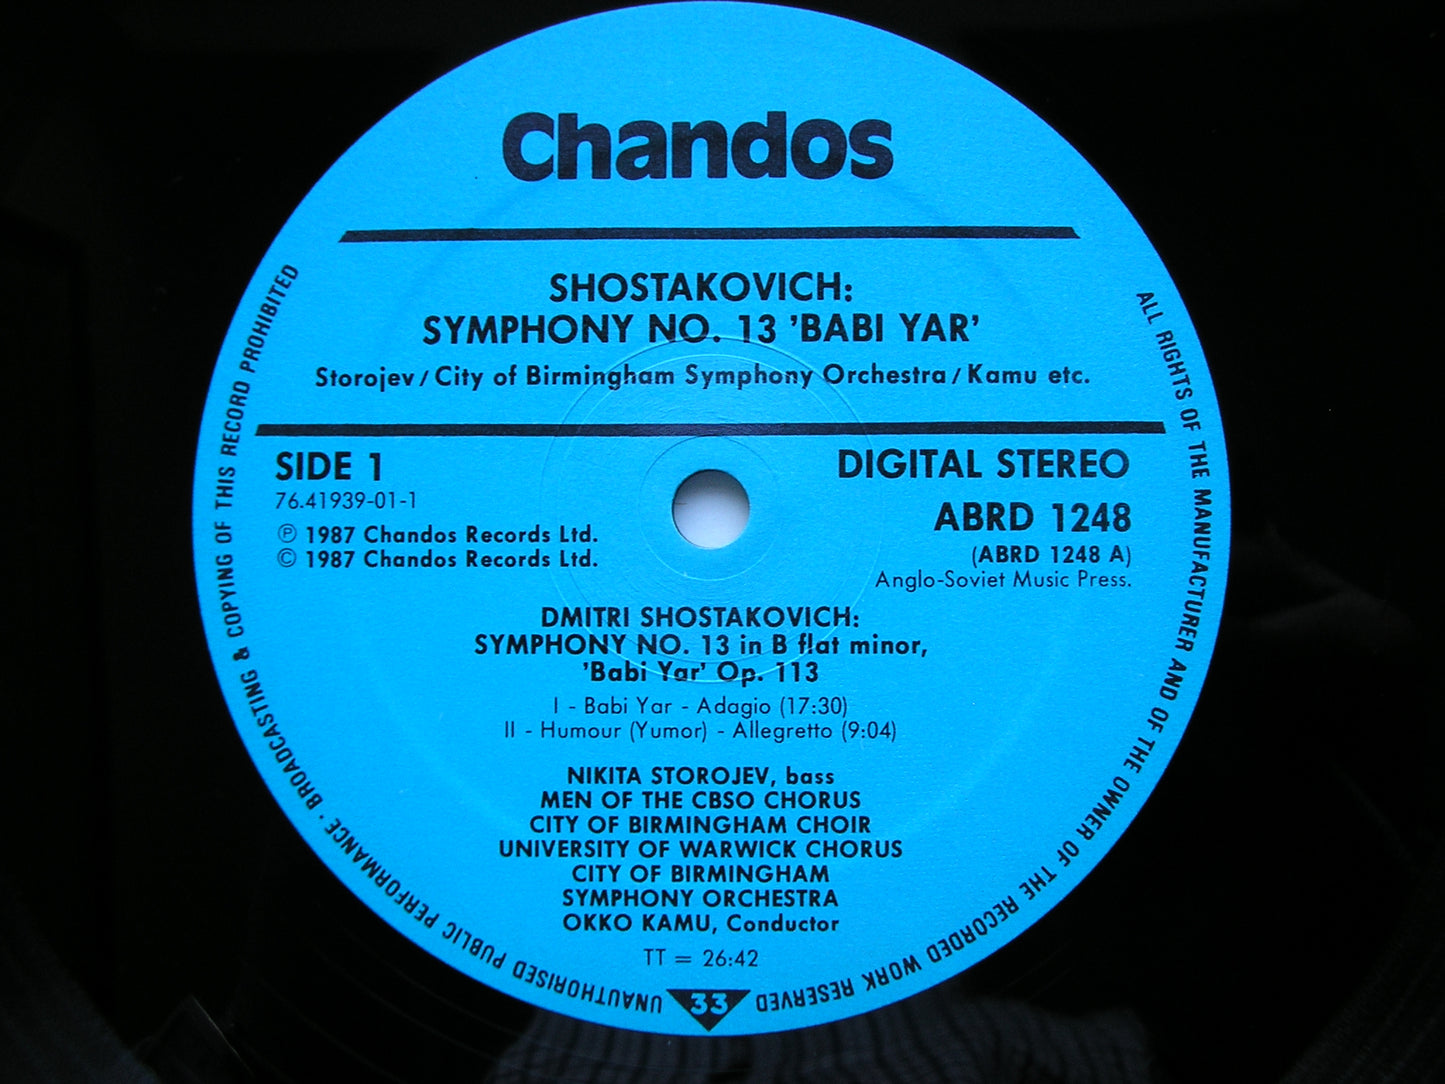 Chandos
SHOSTAKOVICH:
SYMPHONY NO. 13 'BABI YAR'
Storojev/City of Birmingham Symphony Orchestra/Kamu etc.
SIDE 1
76.41939-01-1
℗ 1987 Chandos Records Ltd.
© 1987 Chandos Records Ltd.
DIGITAL STEREO
ABRD 1248
(ABRD 1248 A)
Anglo-Soviet Music Press.
DMITRI SHOSTAKOVICH:
SYMPHONY NO. 13 in B flat minor,
'Babi Yar' Op. 113
I - Babi Yar - Adagio (17:30)
II - Humour (Yumor) - Allegretto (9:04)
NIKITA STOROJEV, bass
MEN OF THE CBSO CHORUS
CITY OF BIRMINGHAM CHOIR
UNIVERSITY OF WARWICK CHORUS
CITY OF BIRMINGHAM
SYMPHONY ORCHESTRA
OKKO KAMU, Conductor
TT = 26:42
33
ALL RIGHTS OF THE MANUFACTURER AND OF THE OWNER OF THE RECORDED WORK RESERVED
UNAUTHORISED PUBLIC PERFORMANCE · BROADCASTING & COPYING OF THIS RECORD PROHIBITED